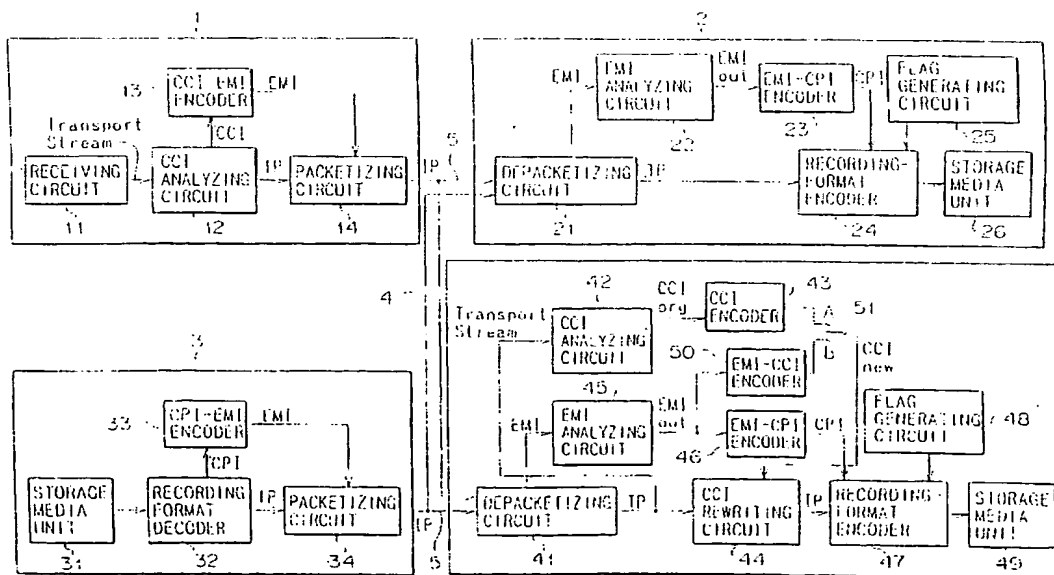 1
2
13
CCI-EMI
ENCODER
EMI
Transport
Stream
CCI
RECEIVING
CIRCUIT
11
CCI
ANALYZING
CIRCUIT
12
TP
PACKETIZING
CIRCUIT
14
IP
5
EMI
EMI
ANALYZING
CIRCUIT
22
EMI
out
EMI-CPI
ENCODER
23
CPI
FLAG
GENERATING
CIRCUIT
25
DEPACKETIZING
CIRCUIT
21
TP
RECORDING-
FORMAT
ENCODER
24
STORAGE
MEDIA
UNIT
26
4
3
33
CPI-EMI
ENCODER
EMI
CPI
STORAGE
MEDIA
UNIT
31
RECORDING
FORMAT
DECODER
32
TP
PACKETIZING
CIRCUIT
34
IP
5
Transport
Stream
42
CCI
ANALYZING
CIRCUIT
CCI
org
CCI
ENCODER
43
A
51
B
CCI
new
50
EMI-CCI
ENCODER
45
EMI
EMI
ANALYZING
CIRCUIT
EMI
out
46
EMI-CPI
ENCODER
CPI
FLAG
GENERATING
CIRCUIT
48
DEPACKETIZING
CIRCUIT
41
TP
CCI
REWRITING
CIRCUIT
44
TP
RECORDING-
FORMAT
ENCODER
47
STORAGE
MEDIA
UNIT
49